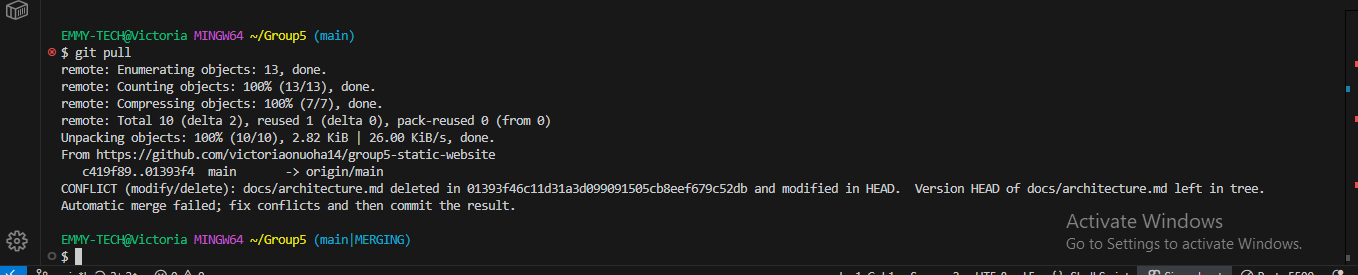 EMMY-TECH@Victoria MINGW64 ~/Group5 (main)
$ git pull
remote: Enumerating objects: 13, done.
remote: Counting objects: 100% (13/13), done.
remote: Compressing objects: 100% (7/7), done.
remote: Total 10 (delta 2), reused 1 (delta 0), pack-reused 0 (from 0)
Unpacking objects: 100% (10/10), 2.82 KiB | 26.00 KiB/s, done.
From https://github.com/victoriaonuoha14/group5-static-website
c419f89..01393f4  main       -> origin/main
CONFLICT (modify/delete): docs/architecture.md deleted in 01393f46c11d31a3d099091505cb8eef679c52db and modified in HEAD.  Version HEAD of docs/architecture.md left in tree.
Automatic merge failed; fix conflicts and then commit the result.
EMMY-TECH@Victoria MINGW64 ~/Group5 (main|MERGING)
$
Activate Windows
Go to Settings to activate Windows.